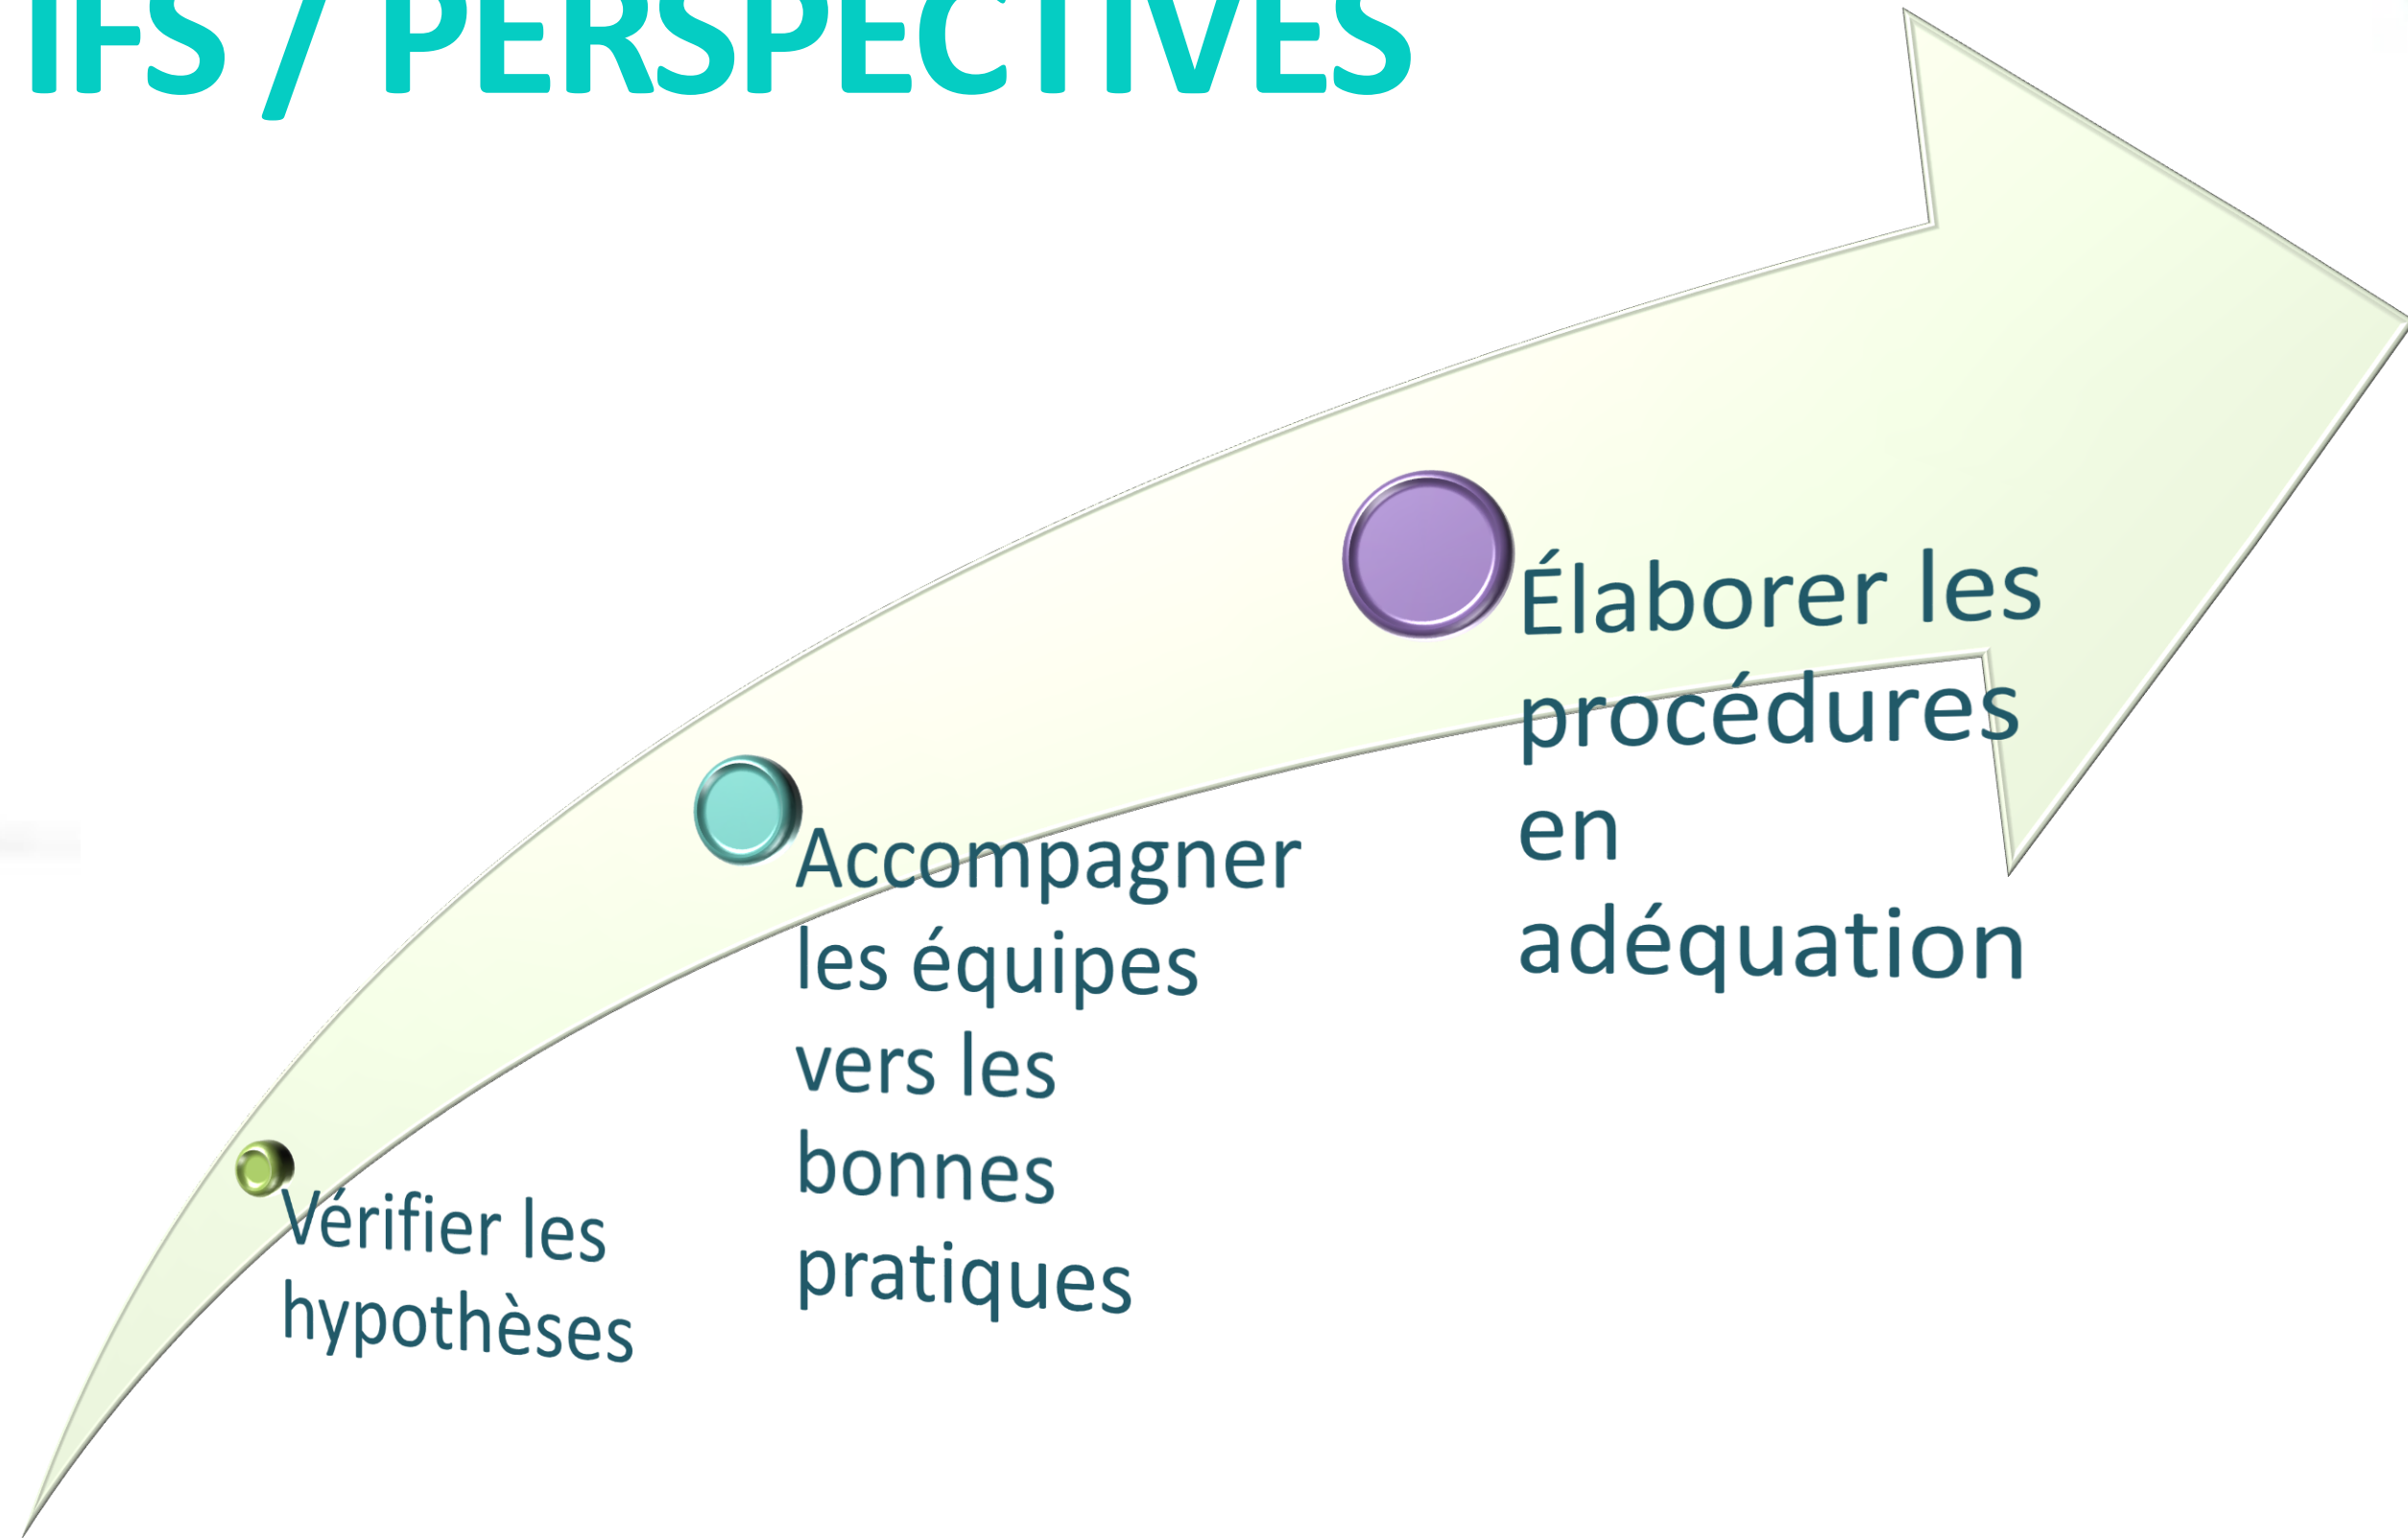 IFS / PERSPECTIVES
Vérifier les
hypothèses
Accompagner
les équipes
vers les
bonnes
pratiques
Élaborer les
procédures
en
adéquation